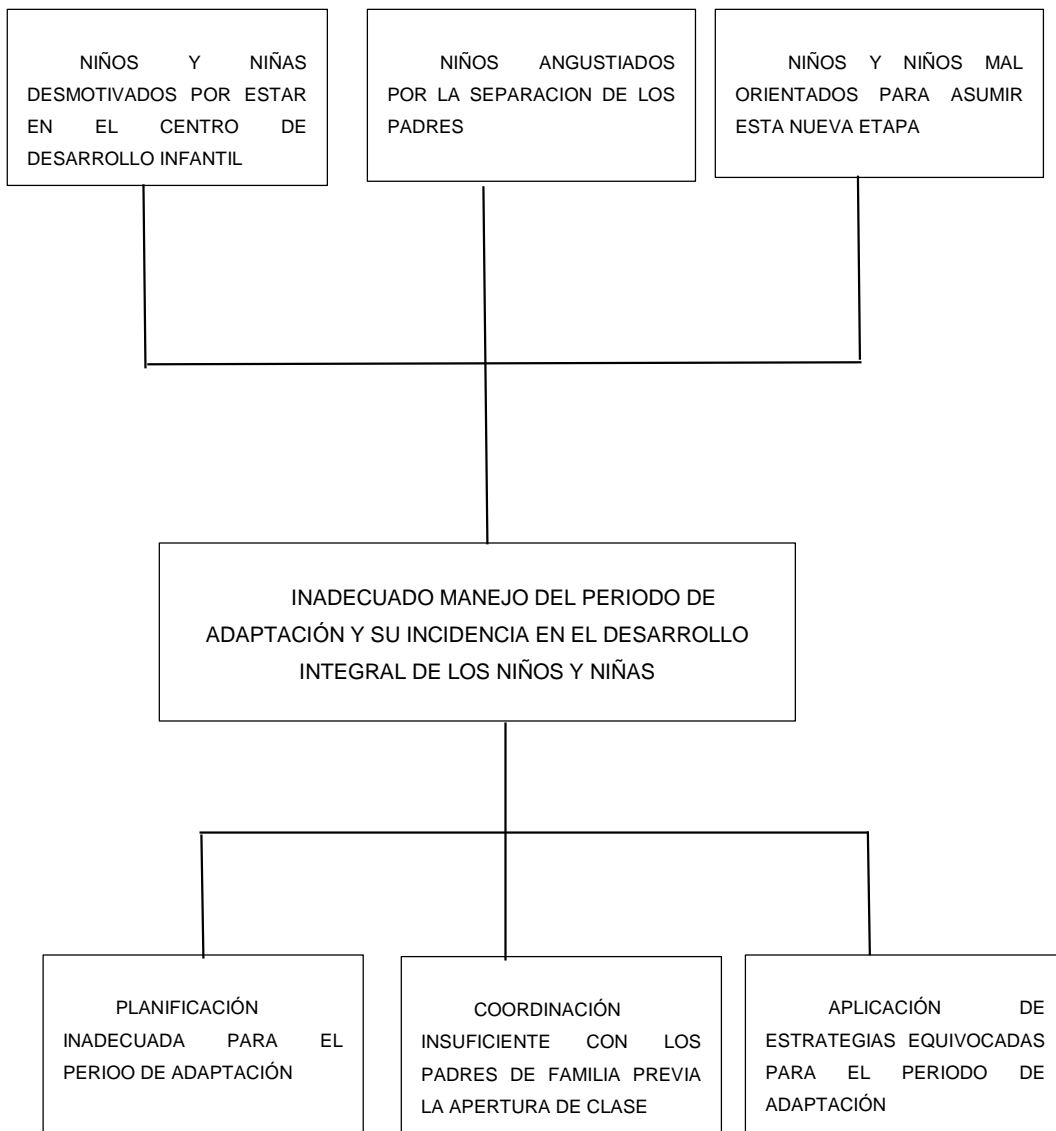 NIÑOS Y NIÑAS
DESMOTIVADOS POR ESTAR
EN EL CENTRO DE
DESARROLLO INFANTIL
NIÑOS ANGUSTIADOS
POR LA SEPARACION DE LOS
PADRES
NIÑOS Y NIÑOS MAL
ORIENTADOS PARA ASUMIR
ESTA NUEVA ETAPA
INADECUADO MANEJO DEL PERIODO DE
ADAPTACIÓN Y SU INCIDENCIA EN EL DESARROLLO
INTEGRAL DE LOS NIÑOS Y NIÑAS
PLANIFICACIÓN
INADECUADA PARA EL
PERIOO DE ADAPTACIÓN
COORDINACIÓN
INSUFICIENTE CON LOS
PADRES DE FAMILIA PREVIA
LA APERTURA DE CLASE
APLICACIÓN DE
ESTRATEGIAS EQUIVOCADAS
PARA EL PERIODO DE
ADAPTACIÓN